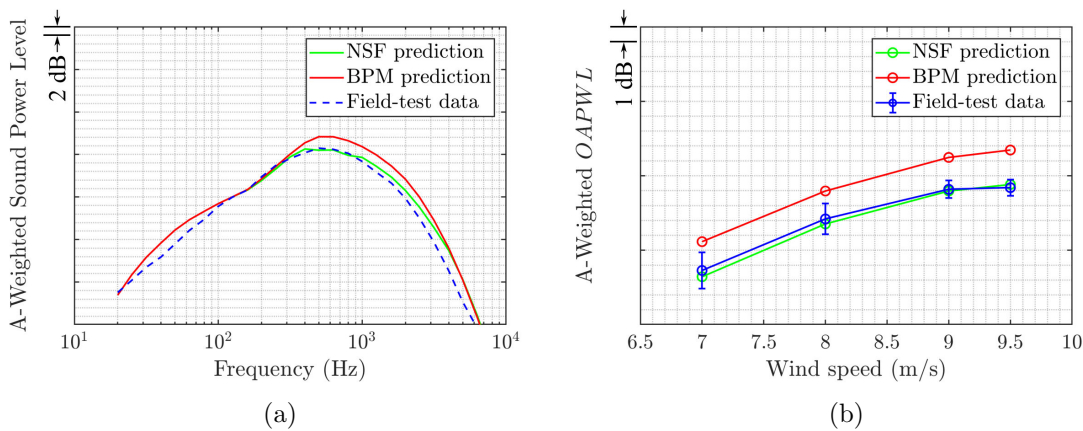 A-Weighted Sound Power Level
2 dB
NSF prediction
BPM prediction
Field-test data
10^1
10^2
10^3
10^4
Frequency (Hz)
(a)
A-Weighted OAPWL
1 dB
NSF prediction
BPM prediction
Field-test data
6.5 7 7.5 8 8.5 9 9.5 10
Wind speed (m/s)
(b)